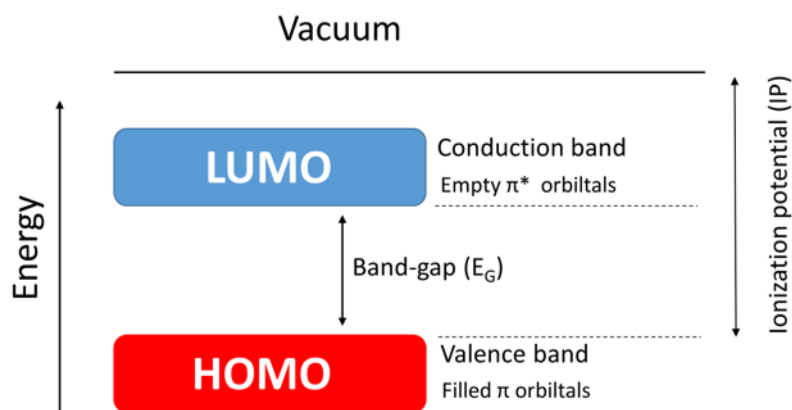 Vacuum
LUMO
Conduction band
Empty π* orbiltals
Band-gap (E_G)
HOMO
Valence band
Filled π orbiltals
Energy
Ionization potential (IP)